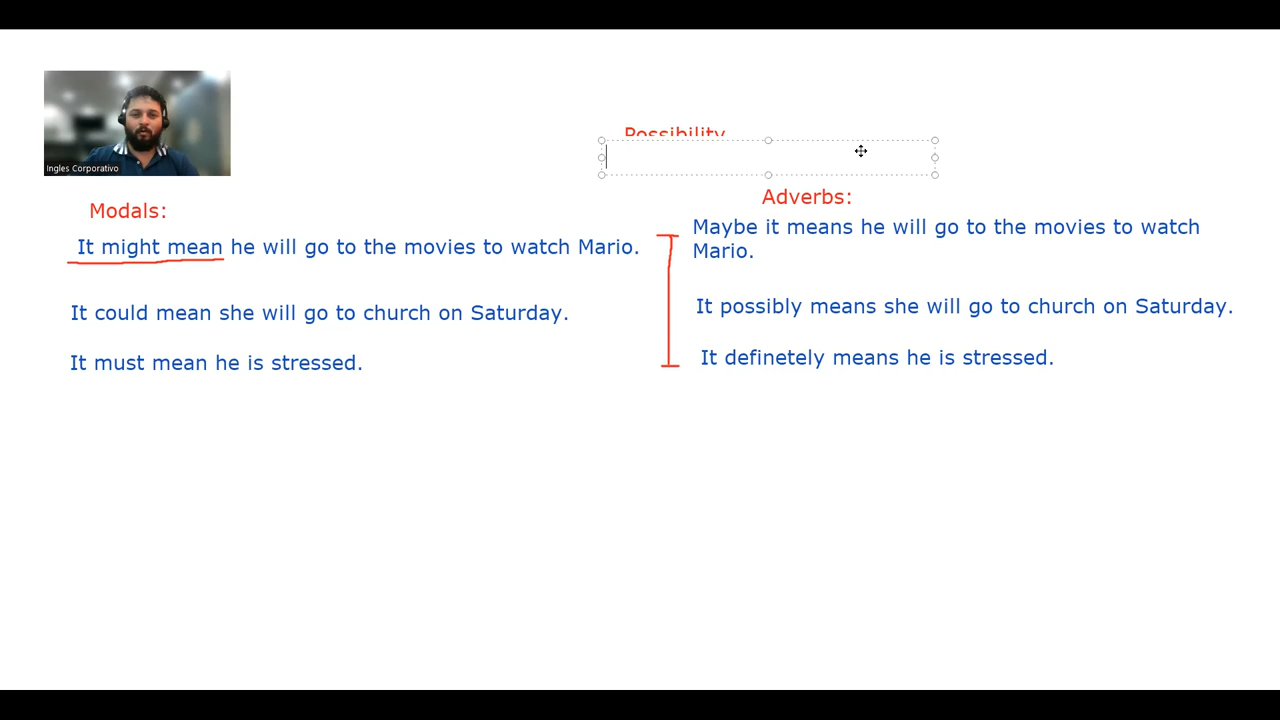 Possibility
Ingles Corporativo
Modals:
It might mean he will go to the movies to watch Mario.
It could mean she will go to church on Saturday.
It must mean he is stressed.
Adverbs:
Maybe it means he will go to the movies to watch
Mario.
It possibly means she will go to church on Saturday.
It definetely means he is stressed.